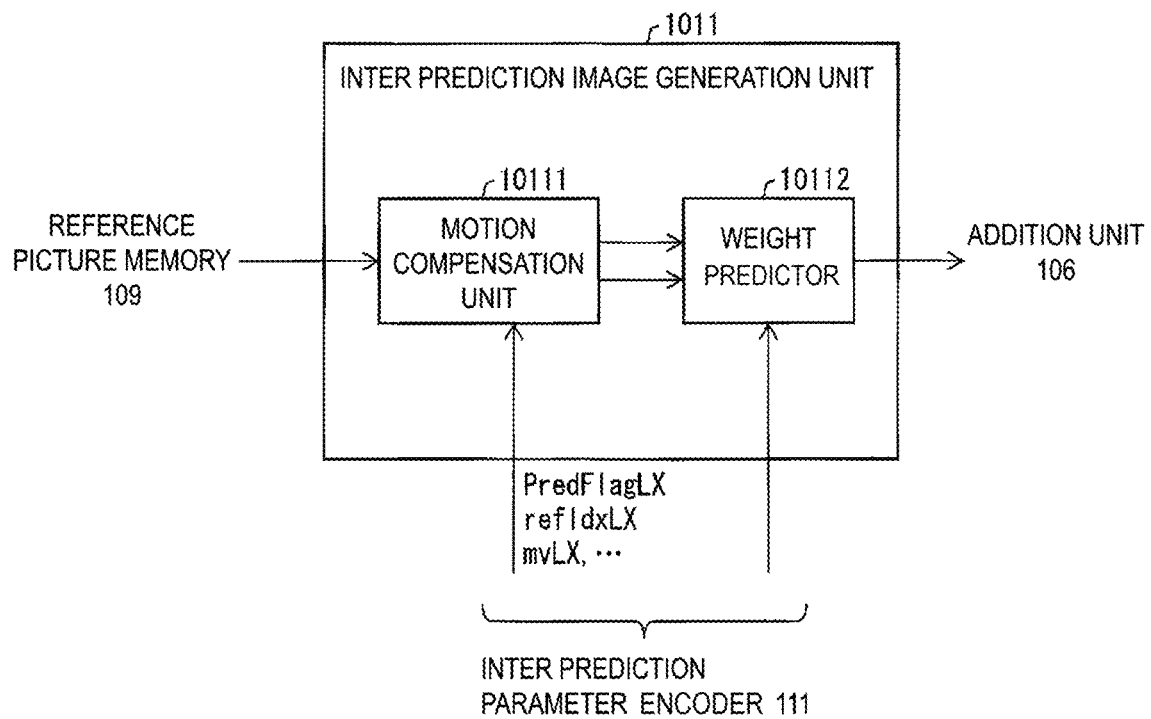 1011
INTER PREDICTION IMAGE GENERATION UNIT
10111
10112
REFERENCE
PICTURE MEMORY
109
MOTION
COMPENSATION
UNIT
WEIGHT
PREDICTOR
ADDITION UNIT
106
PredFlagLX
refIdxLX
mvLX, ···
INTER PREDICTION
PARAMETER ENCODER 111